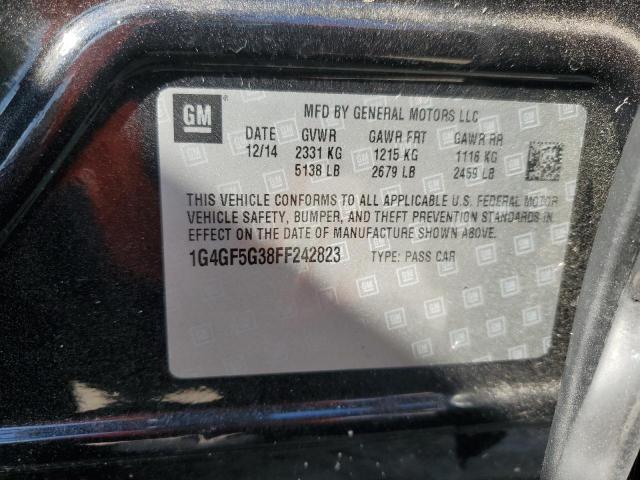 GM
MFD BY GENERAL MOTORS LLC
DATE GVWR GAWR FRT GAWR RR
12/14 2331 KG 1215 KG 1116 KG
5138 LB 2679 LB 2459 LB
THIS VEHICLE CONFORMS TO ALL APPLICABLE U.S. FEDERAL MOTOR
VEHICLE SAFETY, BUMPER, AND THEFT PREVENTION STANDARDS IN
EFFECT ON THE DATE OF MANUFACTURE SHOWN ABOVE.
1G4GF5G38FF242823 TYPE: PASS CAR